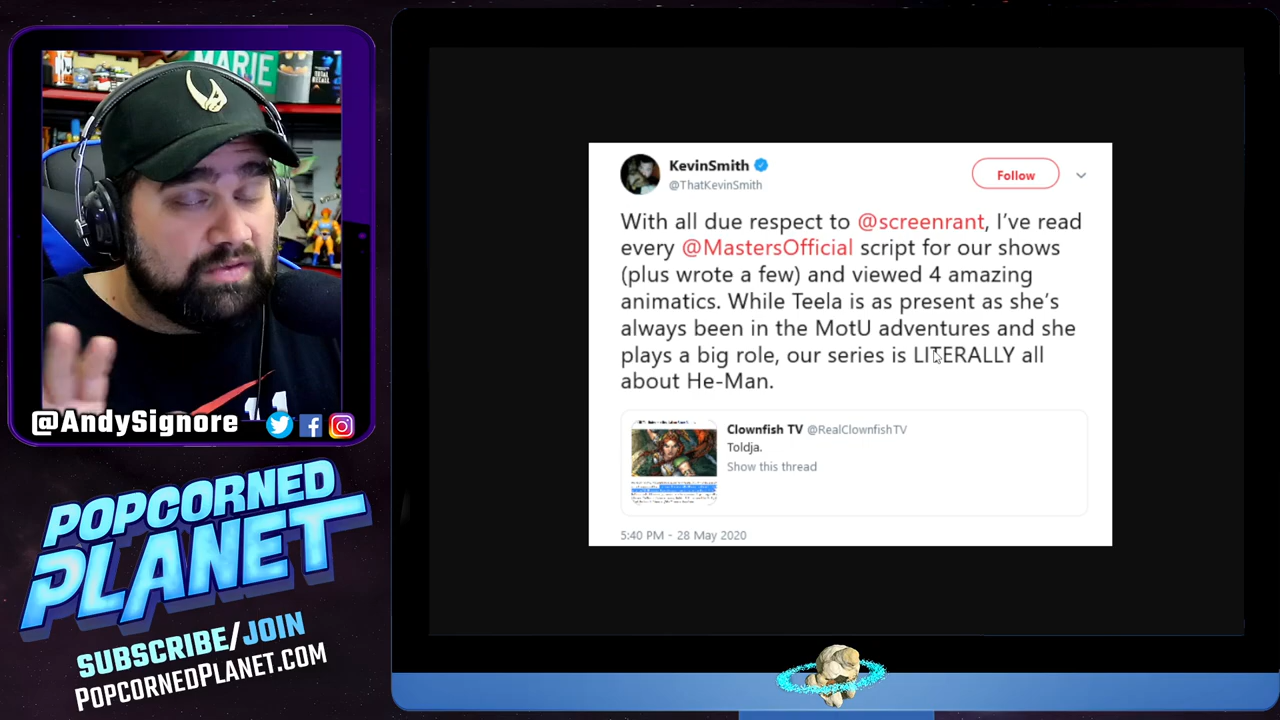 MARIE
TOTAL
RECALL
@AndySignore
POPCORNED
PLANET
SUBSCRIBE/JOIN
POPCORNEDPLANET.COM
KevinSmith
@ThatKevinSmith
Follow
With all due respect to @screenrant, I've read
every @MastersOfficial script for our shows
(plus wrote a few) and viewed 4 amazing
animatics. While Teela is as present as she's
always been in the MotU adventures and she
plays a big role, our series is LITERALLY all
about He-Man.
Clownfish TV @RealClownfishTV
Toldja.
Show this thread
5:40 PM - 28 May 2020